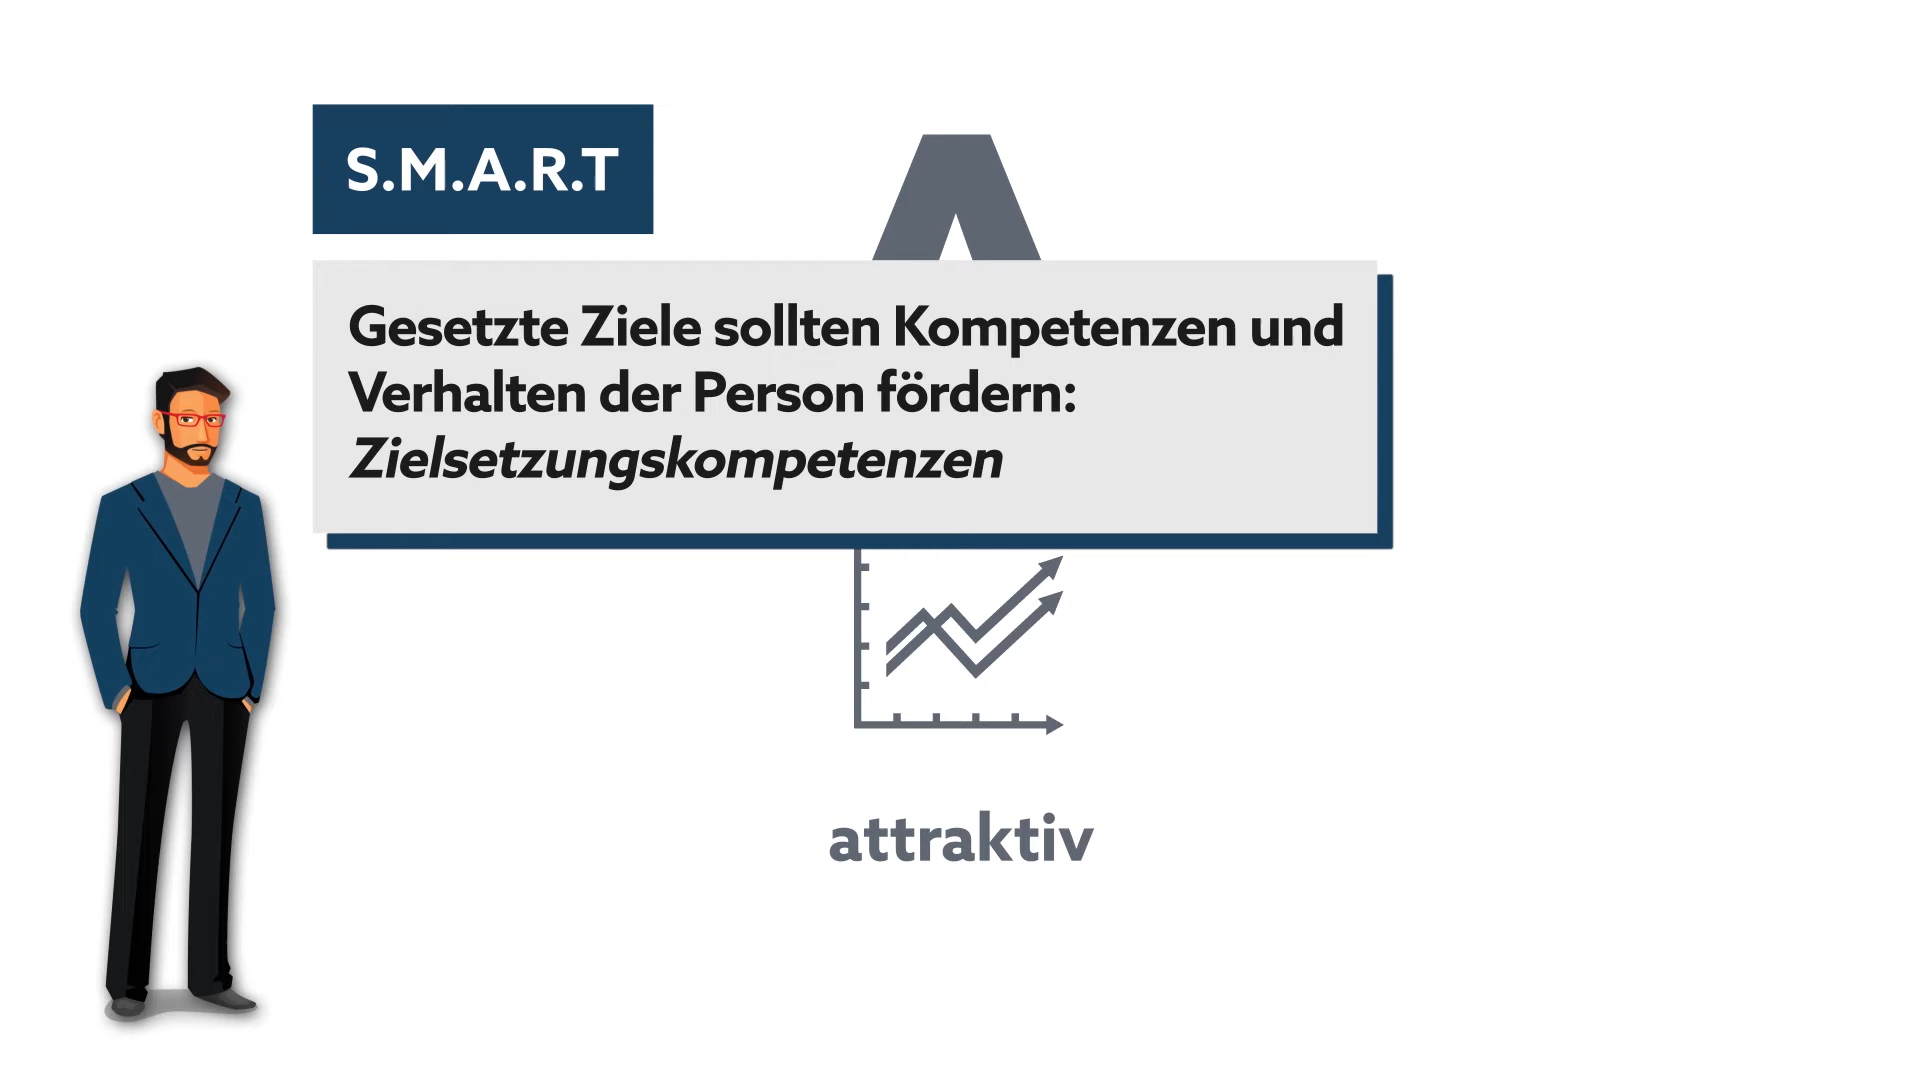 S.M.A.R.T
A
Gesetzte Ziele sollten Kompetenzen und
Verhalten der Person fördern:
Zielsetzungskompetenzen
attraktiv